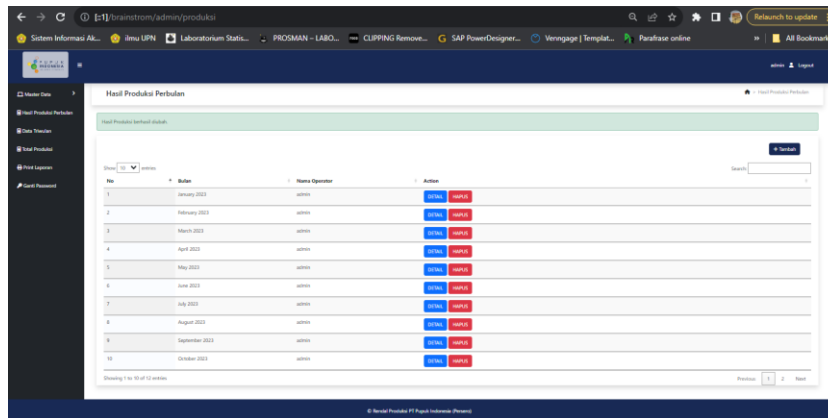 [::1]/brainstrom/admin/produksi
Relaunch to update
Sistem Informasi Ak... ilmu UPN Laboratorium Statis... PROSMAN – LABO... CLIPPING Remove... SAP PowerDesigner... Venngage | Templat... Parafrase online » All Bookmark
PUPUK INDONESIA
admin Logout
Master Data
Hasil Produksi Perbulan
Data Triwulan
Total Produksi
Print Laporan
Ganti Password
Hasil Produksi Perbulan
Hasil Produksi Perbulan
Hasil Produksi berhasil diubah.
+ Tambah
Show 10 entries Search:
No Bulan Nama Operator Action
1 January 2023 admin DETAIL HAPUS
2 February 2023 admin DETAIL HAPUS
3 March 2023 admin DETAIL HAPUS
4 April 2023 admin DETAIL HAPUS
5 May 2023 admin DETAIL HAPUS
6 June 2023 admin DETAIL HAPUS
7 July 2023 admin DETAIL HAPUS
8 August 2023 admin DETAIL HAPUS
9 September 2023 admin DETAIL HAPUS
10 October 2023 admin DETAIL HAPUS
Showing 1 to 10 of 12 entries Previous 1 2 Next
© Rendal Produksi PT Pupuk Indonesia (Persero)